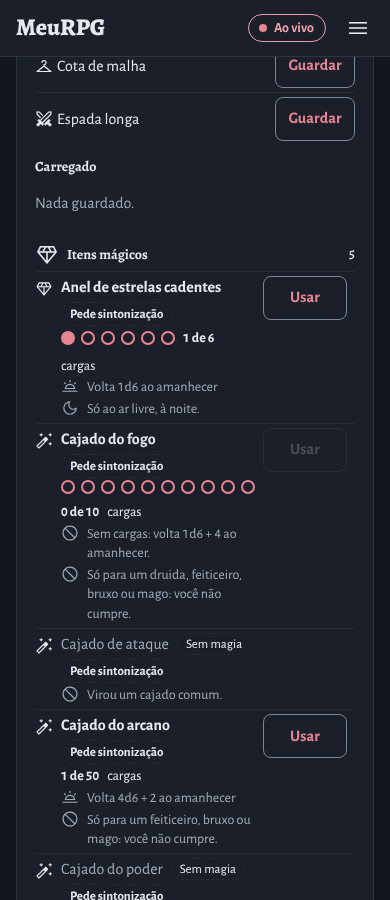 MeuRPG
Ao vivo
Cota de malha
Guardar
Espada longa
Guardar
Carregado
Nada guardado.
Itens mágicos
5
Anel de estrelas cadentes
Usar
Pede sintonização
1 de 6
cargas
Volta 1d6 ao amanhecer
Só ao ar livre, à noite.
Cajado do fogo
Usar
Pede sintonização
0 de 10 cargas
Sem cargas: volta 1d6 + 4 ao
amanhecer.
Só para um druida, feiticeiro,
bruxo ou mago: você não
cumpre.
Cajado de ataque
Sem magia
Pede sintonização
Virou um cajado comum.
Cajado do arcano
Usar
Pede sintonização
1 de 50 cargas
Volta 4d6 + 2 ao amanhecer
Só para um feiticeiro, bruxo ou
mago: você não cumpre.
Cajado do poder
Sem magia
Pede sintonização